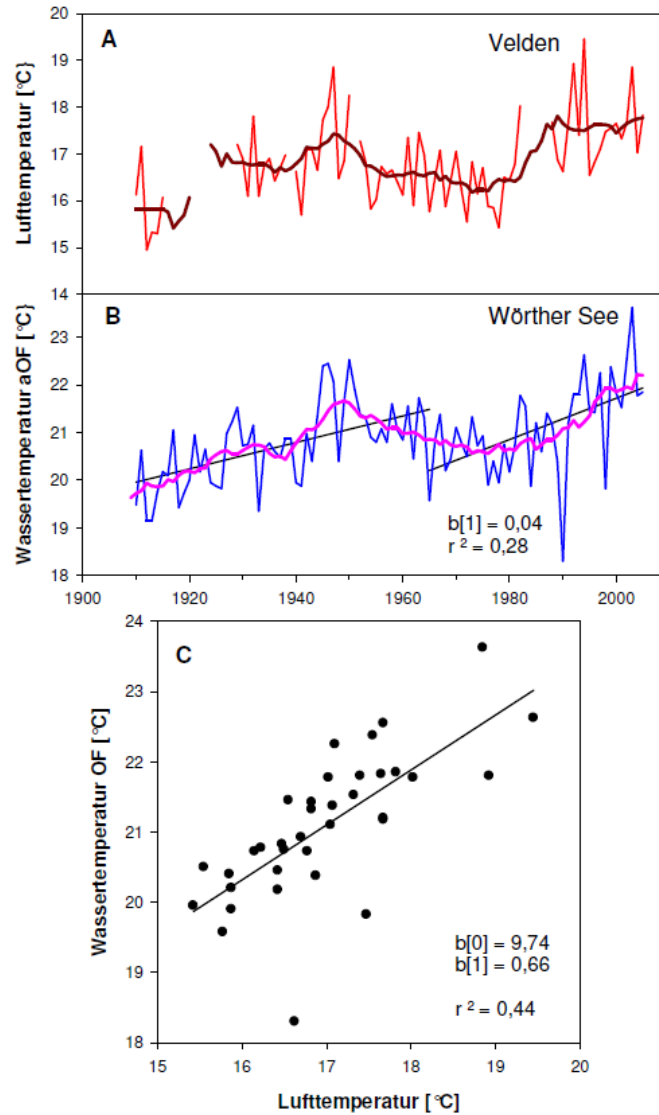 A
Velden
Lufttemperatur [°C]
20
19
18
17
16
15
14
B
Wörther See
Wassertemperatur aOF [°C]
23
22
21
20
19
18
b[1] = 0,04
r² = 0,28
1900 1920 1940 1960 1980 2000
C
Wassertemperatur OF [°C]
24
23
22
21
20
19
18
b[0] = 9,74
b[1] = 0,66
r² = 0,44
15 16 17 18 19 20
Lufttemperatur [°C]